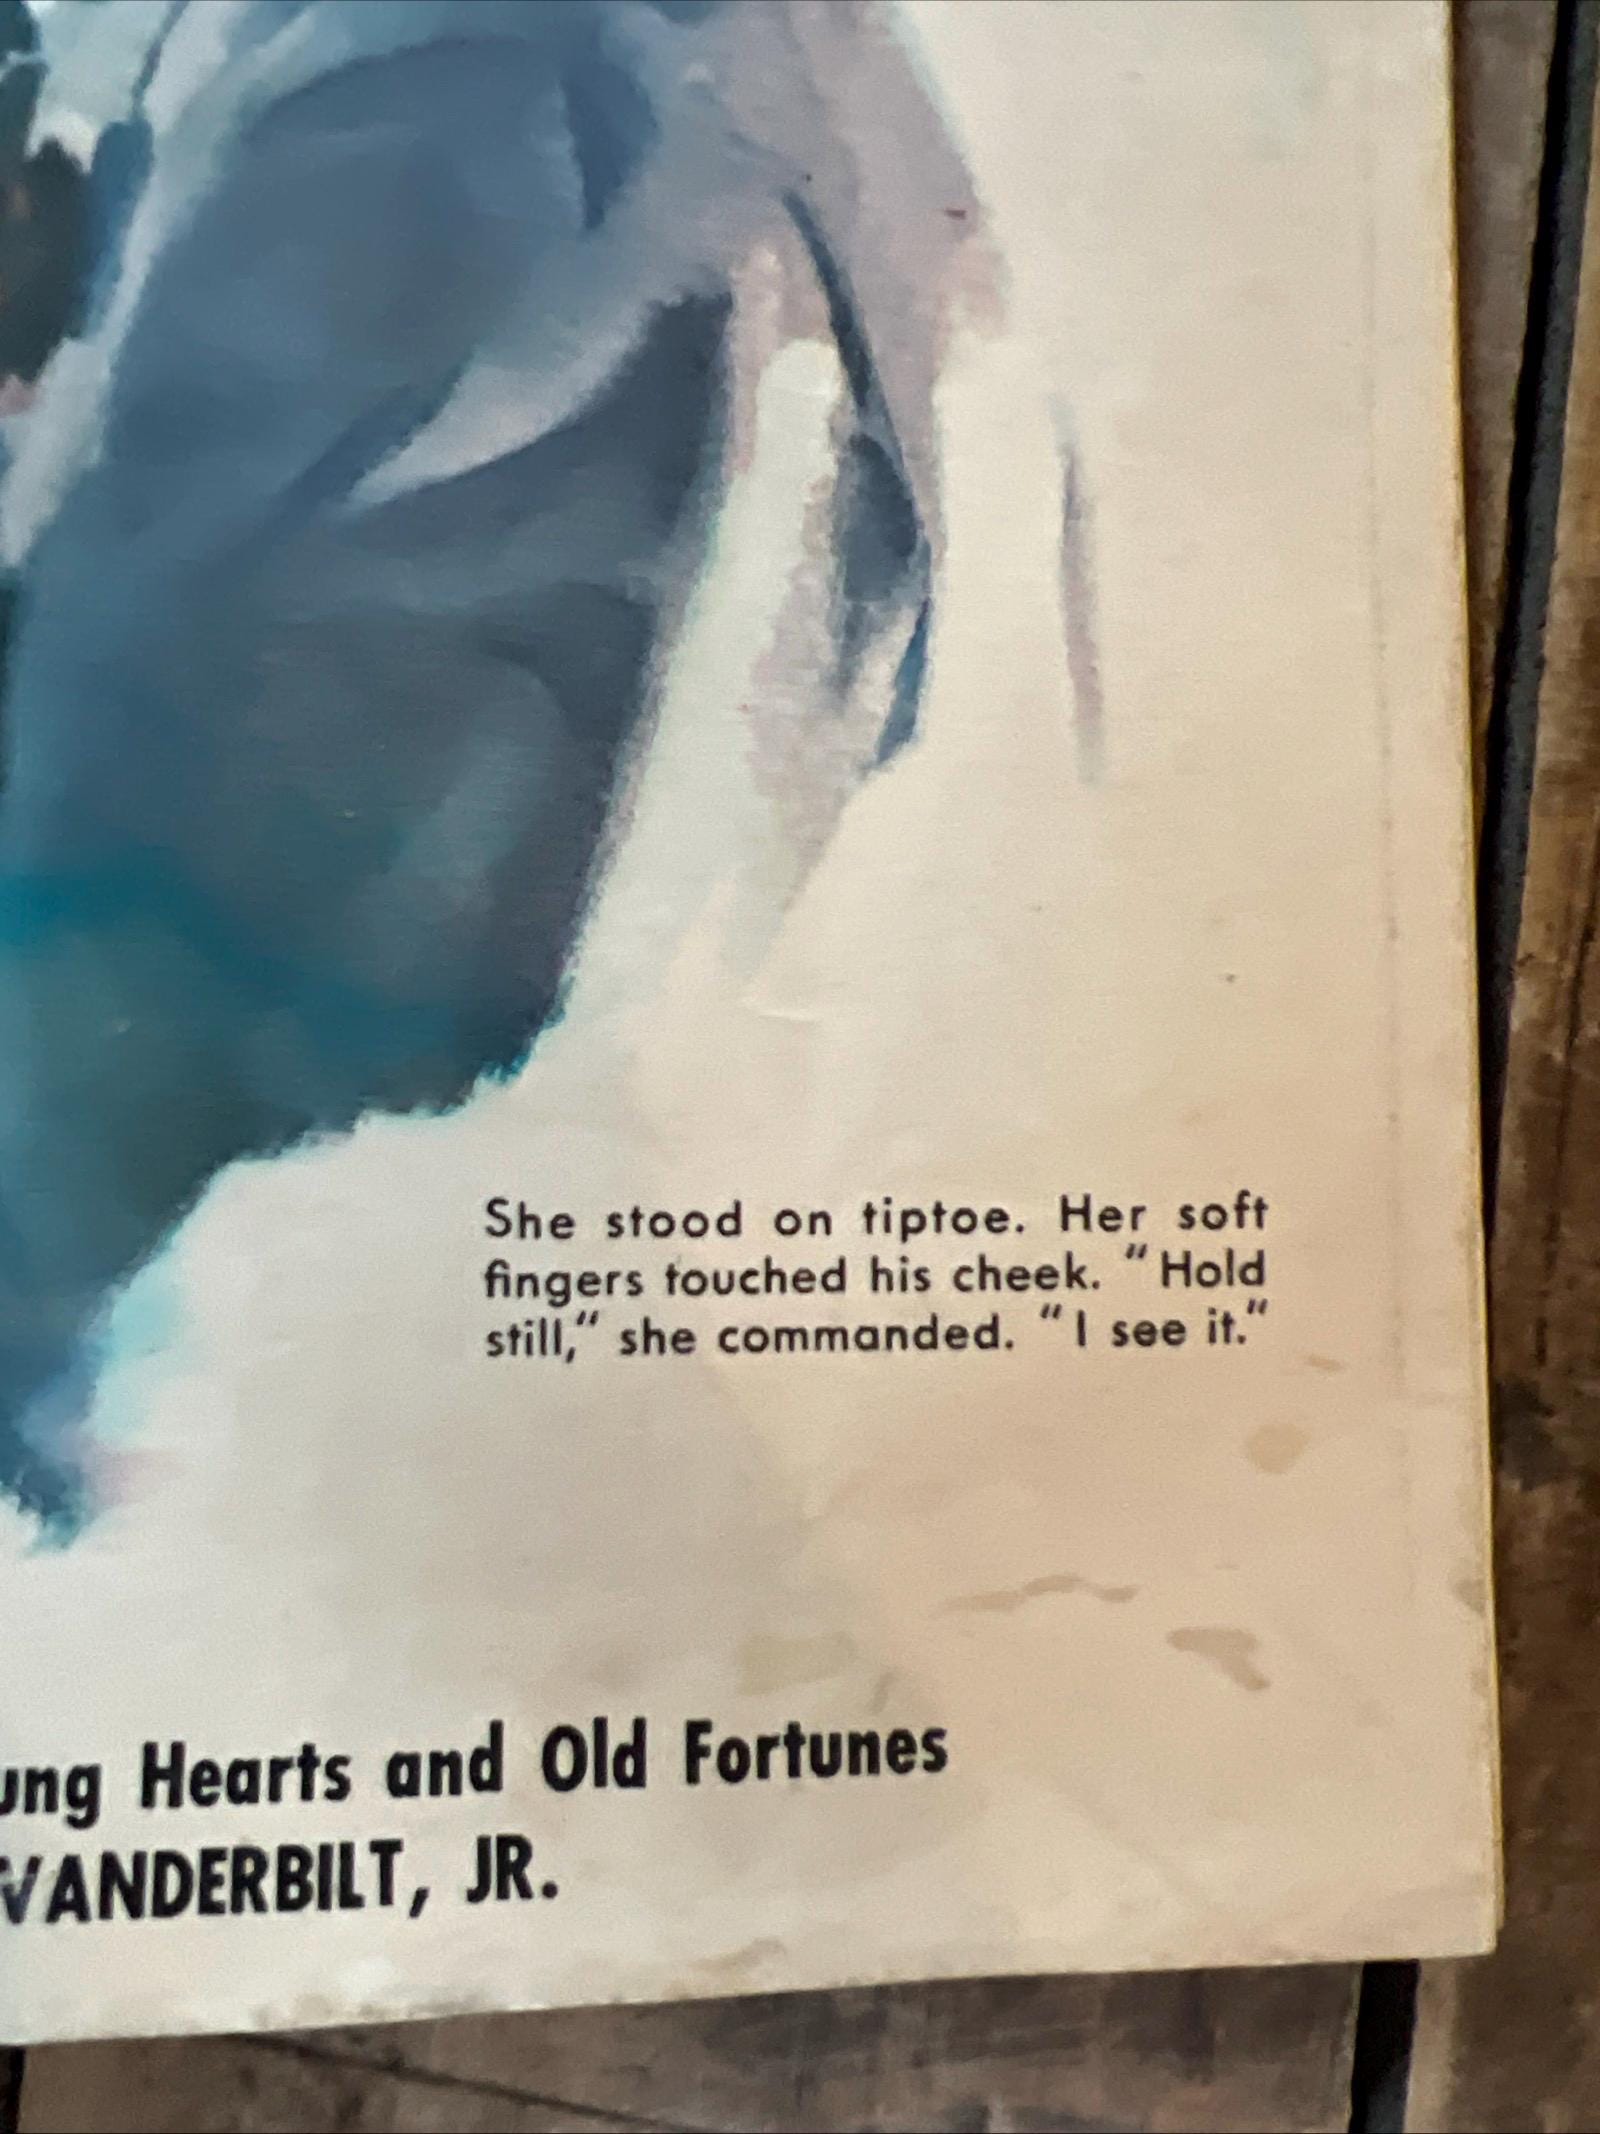 She stood on tiptoe. Her soft
fingers touched his cheek. "Hold
still," she commanded. "I see it."
ung Hearts and Old Fortunes
VANDERBILT, JR.